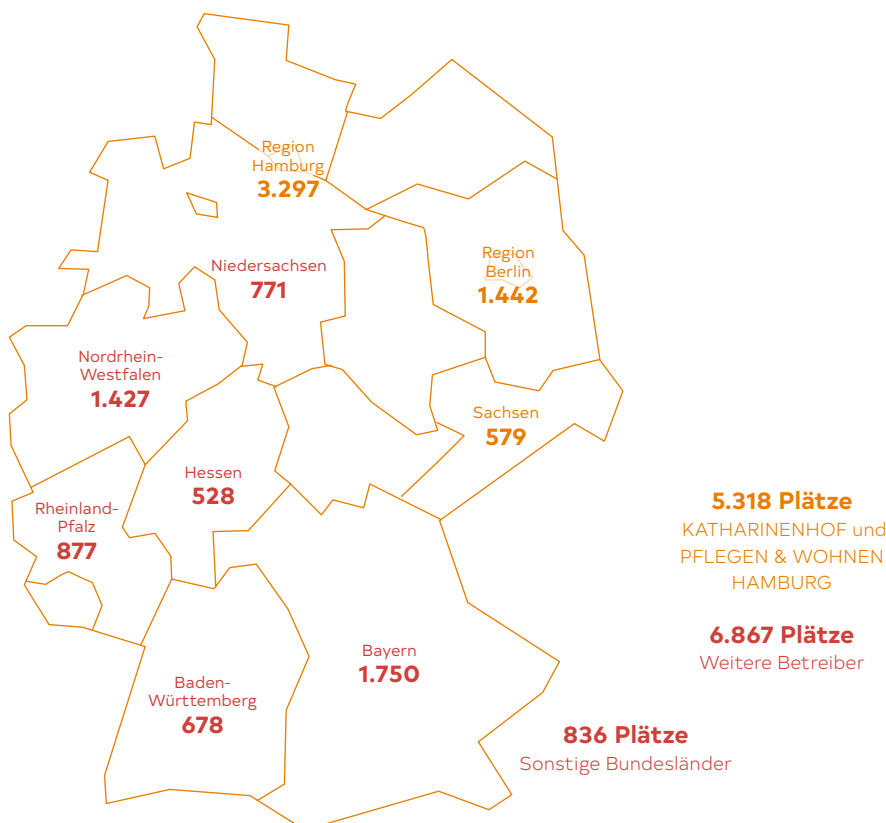 Region
Hamburg
3.297
Niedersachsen
771
Region
Berlin
1.442
Nordrhein-
Westfalen
1.427
Sachsen
579
Hessen
528
Rheinland-
Pfalz
877
Bayern
1.750
Baden-
Württemberg
678
5.318 Plätze
KATHARINENHOF und
PFLEGEN & WOHNEN
HAMBURG
6.867 Plätze
Weitere Betreiber
836 Plätze
Sonstige Bundesländer